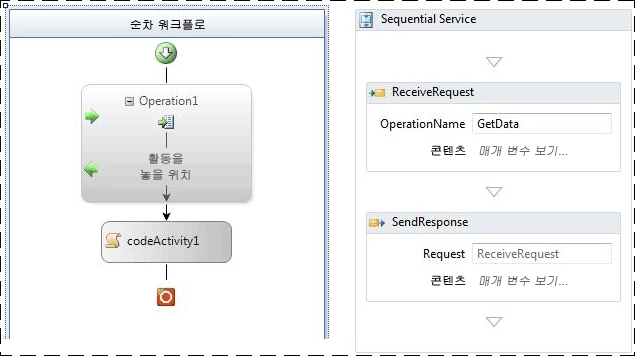 순차 워크플로
Operation1
활동을
놓을 위치
codeActivity1
Sequential Service
ReceiveRequest
OperationName GetData
콘텐츠 매개 변수 보기...
SendResponse
Request ReceiveRequest
콘텐츠 매개 변수 보기...